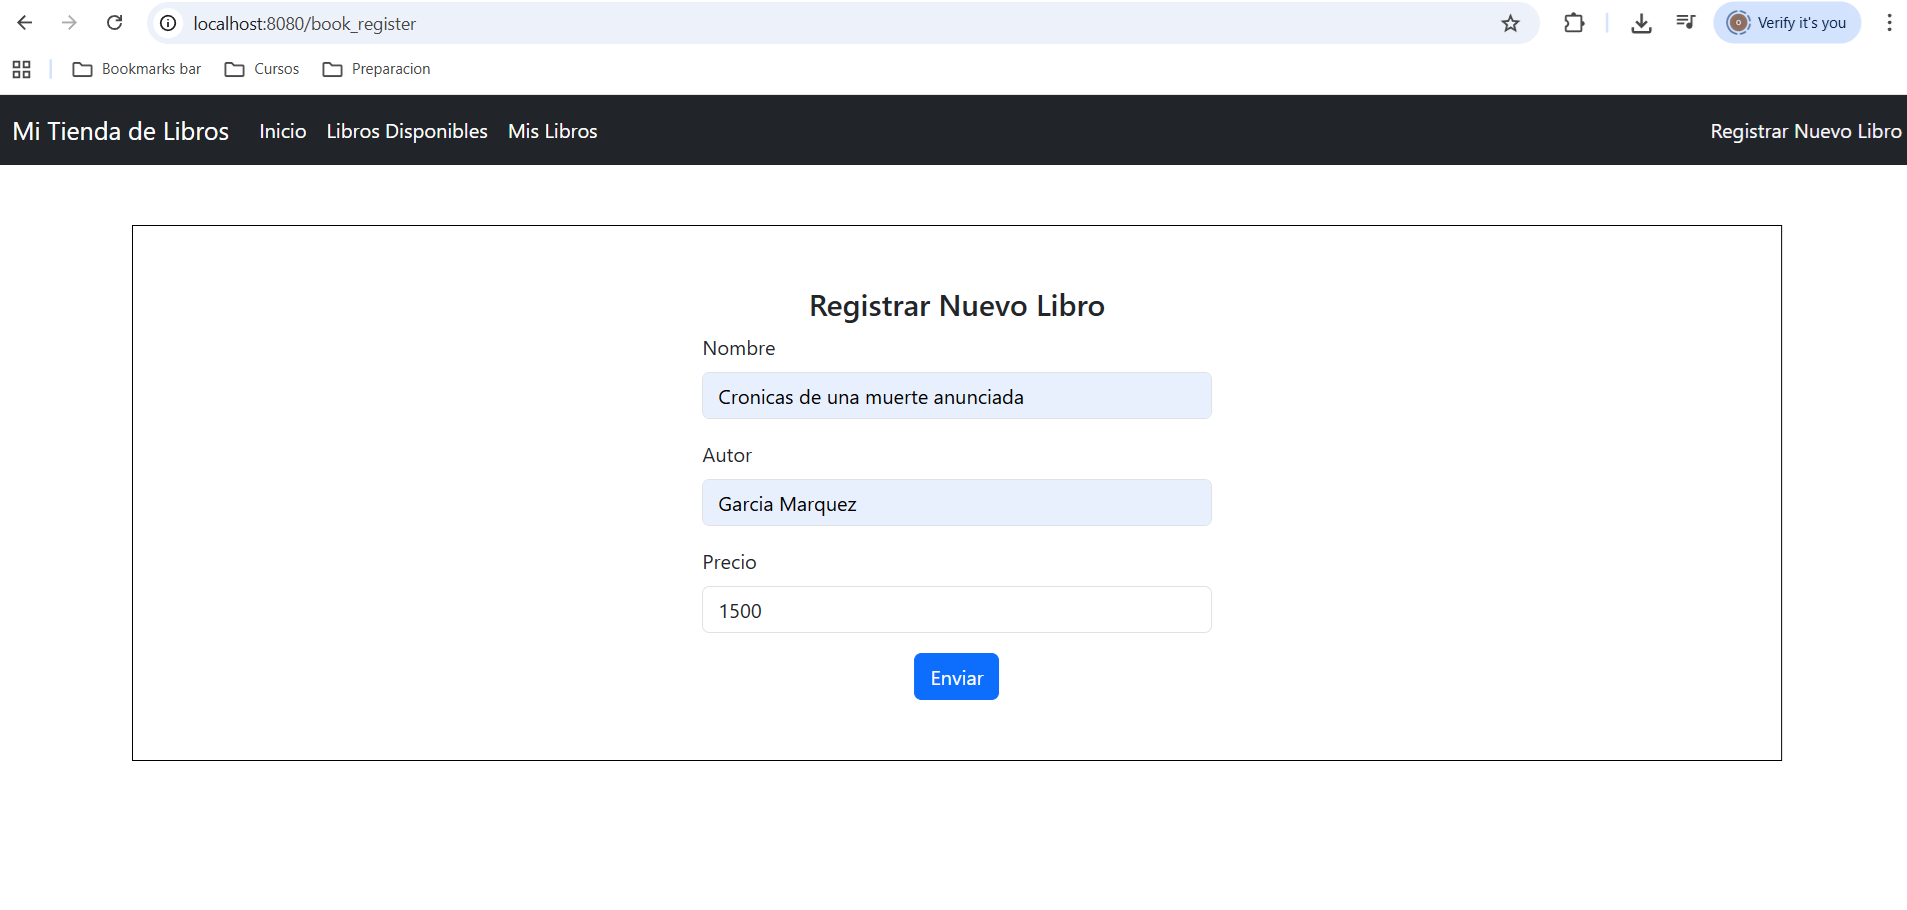 localhost:8080/book_register
Verify it's you
Bookmarks bar Cursos Preparacion
Mi Tienda de Libros Inicio Libros Disponibles Mis Libros Registrar Nuevo Libro
Registrar Nuevo Libro
Nombre
Cronicas de una muerte anunciada
Autor
Garcia Marquez
Precio
1500
Enviar